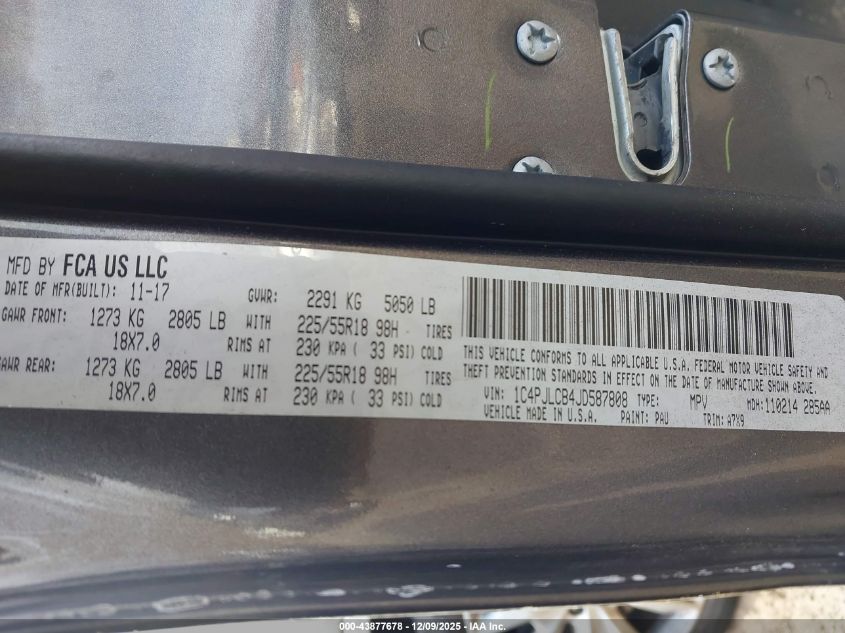 MFD BY FCA US LLC
DATE OF MFR(BUILT): 11-17 GVWR: 2291 KG 5050 LB
GAWR FRONT: 1273 KG 2805 LB WITH 225/55R18 98H TIRES
18X7.0 RIMS AT 230 KPA ( 33 PSI) COLD
GAWR REAR: 1273 KG 2805 LB WITH 225/55R18 98H TIRES
18X7.0 RIMS AT 230 KPA ( 33 PSI) COLD
THIS VEHICLE CONFORMS TO ALL APPLICABLE U.S.A. FEDERAL MOTOR VEHICLE SAFETY AND
THEFT PREVENTION STANDARDS IN EFFECT ON THE DATE OF MANUFACTURE SHOWN ABOVE.
VIN: 1C4PJLCB4JD587808 TYPE: MPV MDH:110214 285AA
VEHICLE MADE IN U.S.A. PAINT: PAU TRIM: A7X9
000-43877678 - 12/09/2025 - IAA Inc.